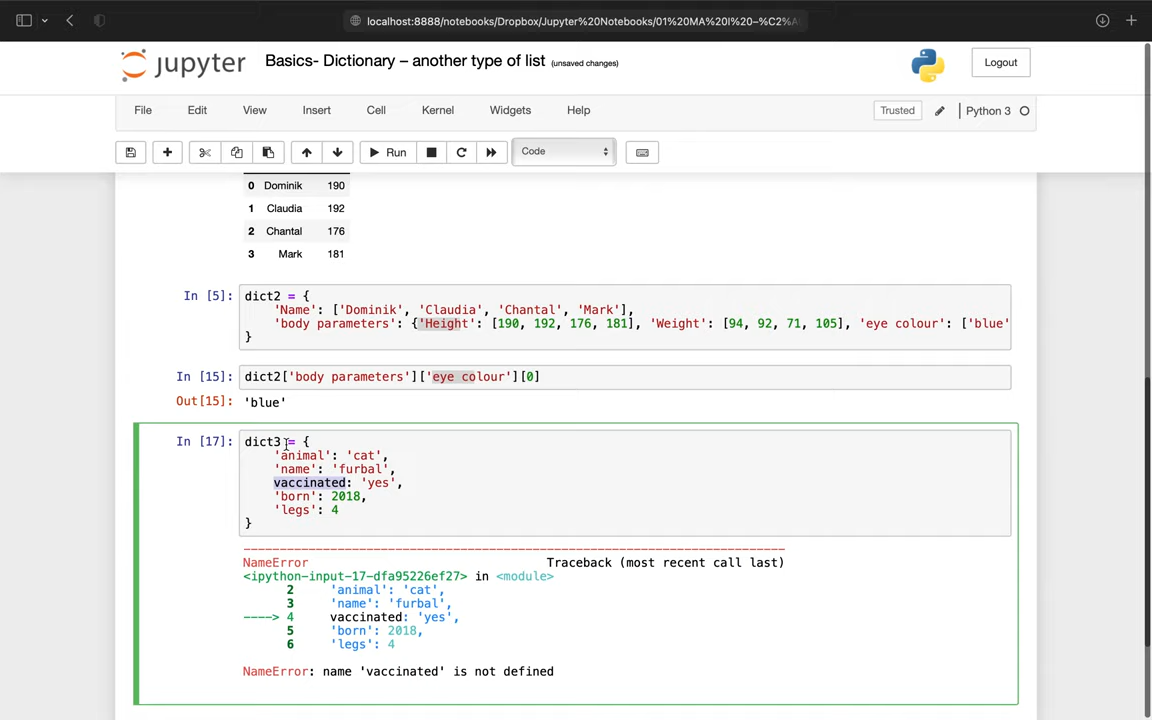 localhost:8888/notebooks/Dropbox/Jupyter%20Notebooks/01%20MA%20I%20-%C2%A
jupyter Basics- Dictionary – another type of list (unsaved changes) Logout
File Edit View Insert Cell Kernel Widgets Help Trusted Python 3
Run Code
0 Dominik 190
1 Claudia 192
2 Chantal 176
3 Mark 181
In [5]: dict2 = {
'Name': ['Dominik', 'Claudia', 'Chantal', 'Mark'],
'body parameters': {'Height': [190, 192, 176, 181], 'Weight': [94, 92, 71, 105], 'eye colour': ['blue'
}
In [15]: dict2['body parameters']['eye colour'][0]
Out[15]: 'blue'
In [17]: dict3 = {
'animal': 'cat',
'name': 'furbal',
vaccinated: 'yes',
'born': 2018,
'legs': 4
}
---------------------------------------------------------------------------
NameError Traceback (most recent call last)
<ipython-input-17-dfa95226ef27> in <module>
2 'animal': 'cat',
3 'name': 'furbal',
----> 4 vaccinated: 'yes',
5 'born': 2018,
6 'legs': 4
NameError: name 'vaccinated' is not defined